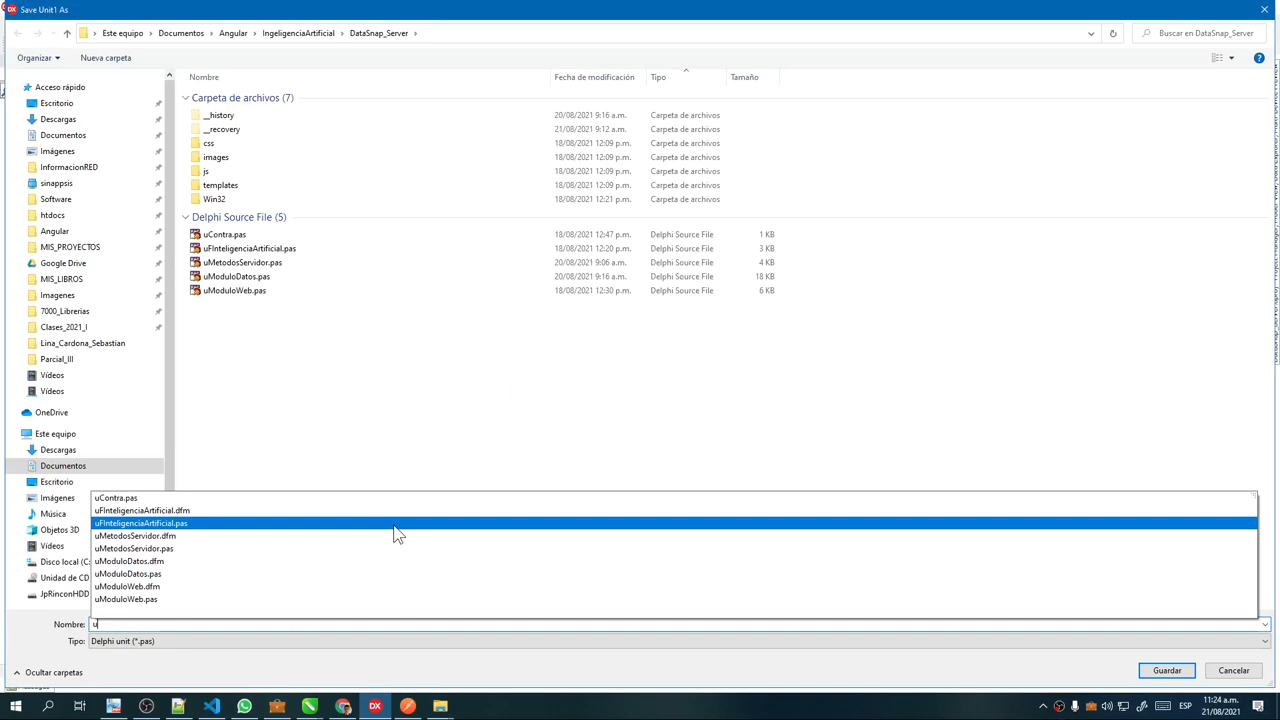 Save Unit1 As
Este equipo > Documentos > Angular > IngeligenciaArtificial > DataSnap_Server >
Buscar en DataSnap_Server
Organizar
Nueva carpeta
Nombre
Fecha de modificación
Tipo
Tamaño
Acceso rápido
Escritorio
Descargas
Documentos
Imágenes
InformacionRED
sinappsis
Software
htdocs
Angular
MIS_PROYECTOS
Google Drive
MIS_LIBROS
Imagenes
7000_Librerias
Clases_2021_I
Lina_Cardona_Sebastian
Parcial_III
Vídeos
Vídeos
OneDrive
Este equipo
Descargas
Documentos
Escritorio
Imágenes
Música
Objetos 3D
Vídeos
Disco local (C:
Unidad de CD
JpRinconHDD
Carpeta de archivos (7)
__history 20/08/2021 9:16 a.m. Carpeta de archivos
__recovery 21/08/2021 9:12 a.m. Carpeta de archivos
css 18/08/2021 12:09 p.m. Carpeta de archivos
images 18/08/2021 12:09 p.m. Carpeta de archivos
js 18/08/2021 12:09 p.m. Carpeta de archivos
templates 18/08/2021 12:09 p.m. Carpeta de archivos
Win32 18/08/2021 12:21 p.m. Carpeta de archivos
Delphi Source File (5)
uContra.pas 18/08/2021 12:47 p.m. Delphi Source File 1 KB
uFInteligenciaArtificial.pas 18/08/2021 12:20 p.m. Delphi Source File 3 KB
uMetodosServidor.pas 20/08/2021 9:06 a.m. Delphi Source File 4 KB
uModuloDatos.pas 20/08/2021 9:16 a.m. Delphi Source File 18 KB
uModuloWeb.pas 18/08/2021 12:30 p.m. Delphi Source File 6 KB
uContra.pas
uFInteligenciaArtificial.dfm
uFInteligenciaArtificial.pas
uMetodosServidor.dfm
uMetodosServidor.pas
uModuloDatos.dfm
uModuloDatos.pas
uModuloWeb.dfm
uModuloWeb.pas
Nombre: u
Tipo: Delphi unit (*.pas)
Ocultar carpetas
Guardar
Cancelar
DX
ESP
11:24 a.m.
21/08/2021